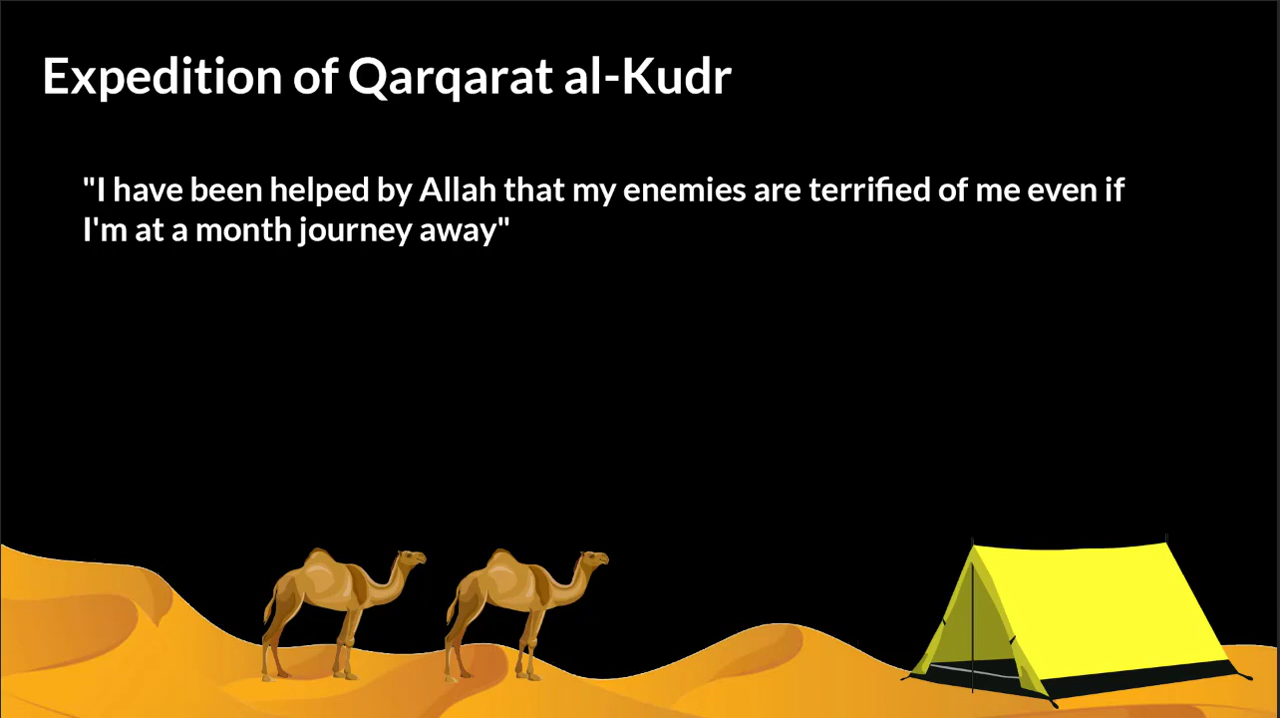 Expedition of Qarqarat al-Kudr
"I have been helped by Allah that my enemies are terrified of me even if
I'm at a month journey away"